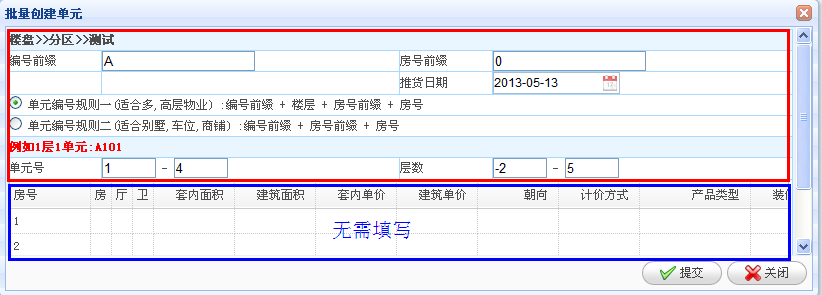 批量创建单元
楼盘>>分区>>测试
编号前缀 A 房号前缀 0
推货日期 2013-05-13
单元编号规则一(适合多,高层物业) :编号前缀 + 楼层 + 房号前缀 + 房号
单元编号规则二(适合别墅,车位,商铺) :编号前缀 + 房号前缀 + 房号
例如1层1单元:A101
单元号 1 - 4 层数 -2 - 5
房号 房 厅 卫 套内面积 建筑面积 套内单价 建筑单价 朝向 计价方式 产品类型
1
无需填写
2
提交 关闭